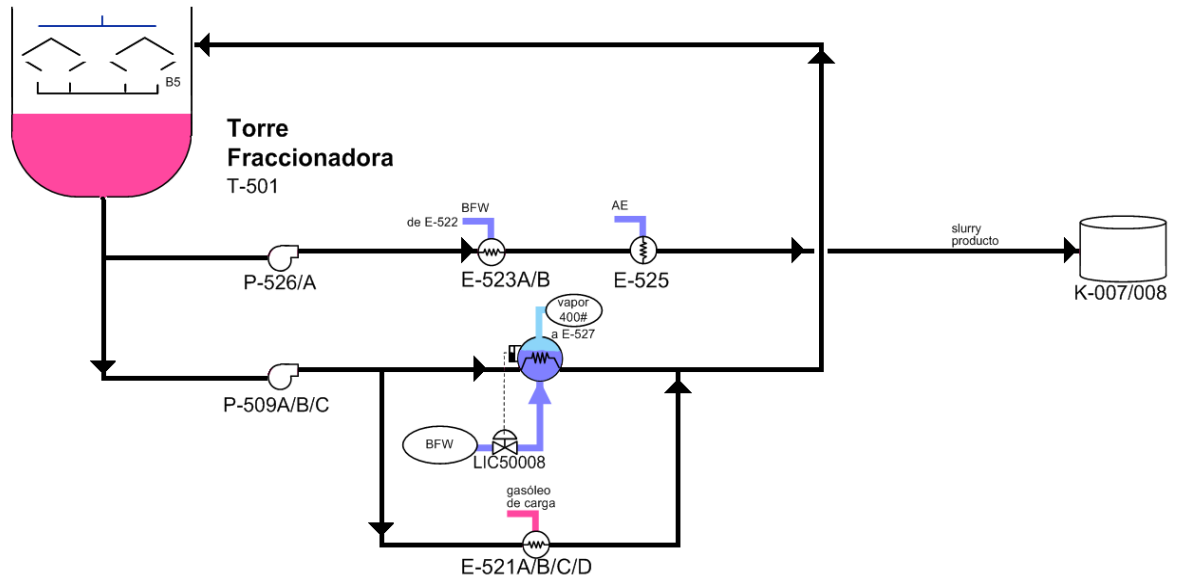 B5
Torre
Fraccionadora
T-501
BFW
de E-522
AE
slurry
producto
P-526/A
E-523A/B
E-525
K-007/008
vapor
400#
a E-527
P-509A/B/C
BFW
LIC50008
gasóleo
de carga
E-521A/B/C/D